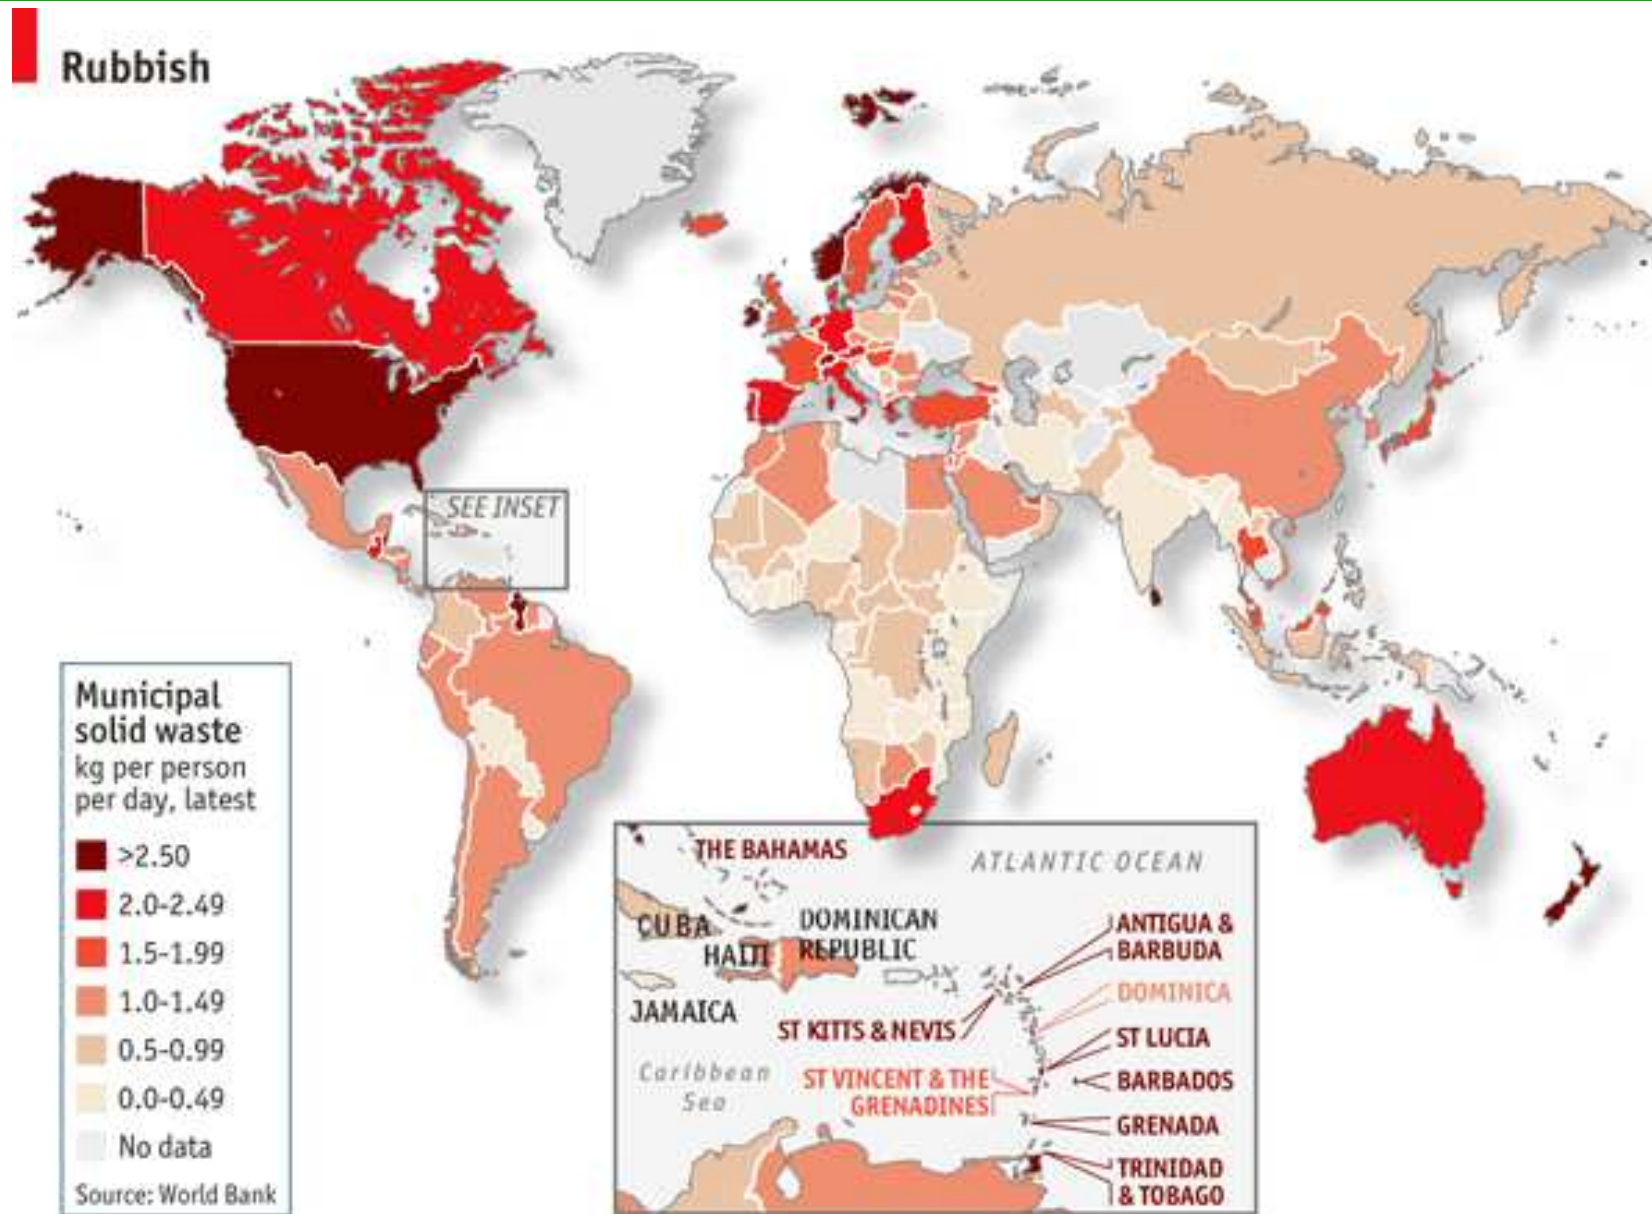 Rubbish
SEE INSET
Municipal
solid waste
kg per person
per day, latest
>2.50
2.0-2.49
1.5-1.99
1.0-1.49
0.5-0.99
0.0-0.49
No data
Source: World Bank
THE BAHAMAS
ATLANTIC OCEAN
CUBA
HAITI
DOMINICAN
REPUBLIC
JAMAICA
ANTIGUA &
BARBUDA
DOMINICA
ST KITTS & NEVIS
ST LUCIA
Caribbean
Sea
ST VINCENT & THE
GRENADINES
BARBADOS
GRENADA
TRINIDAD
& TOBAGO